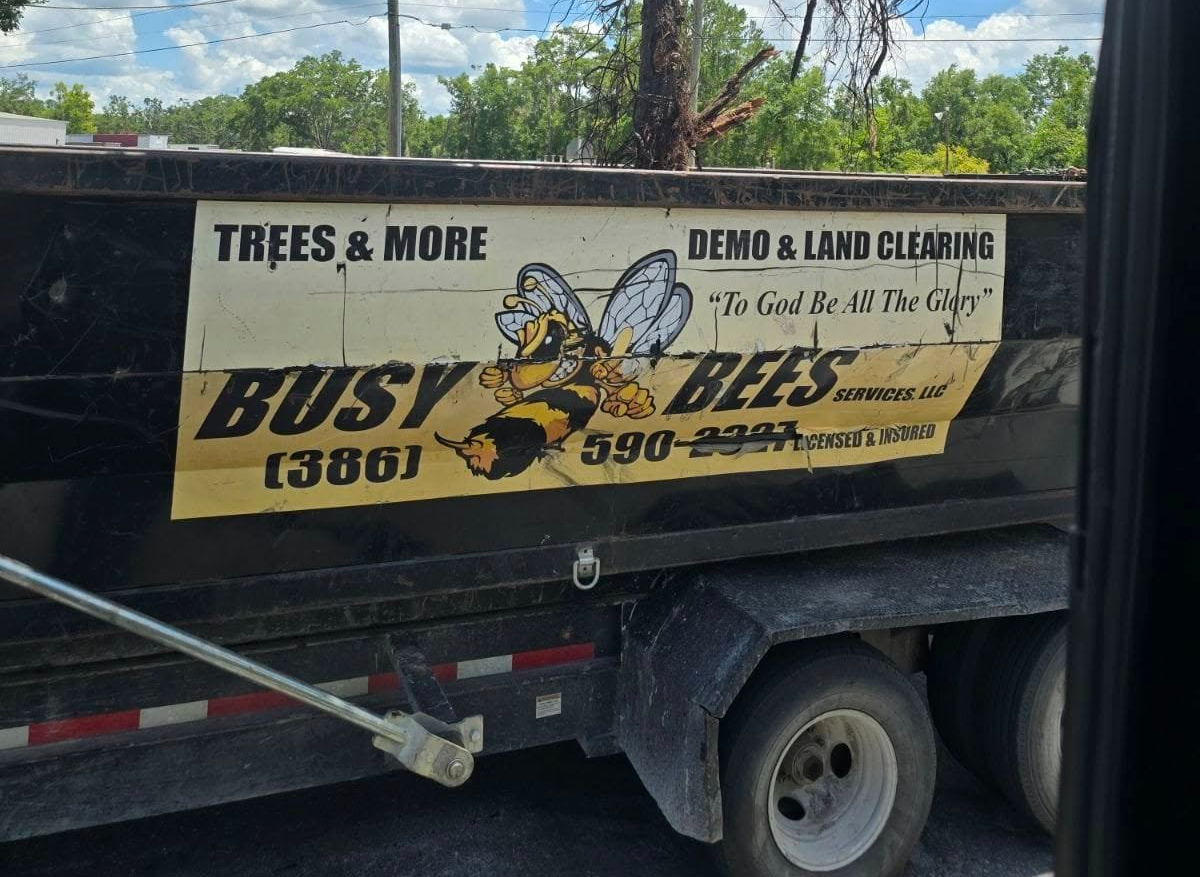 TREES & MORE
DEMO & LAND CLEARING
“To God Be All The Glory”
BUSY BEES SERVICES, LLC
(386) 590-2327 LICENSED & INSURED